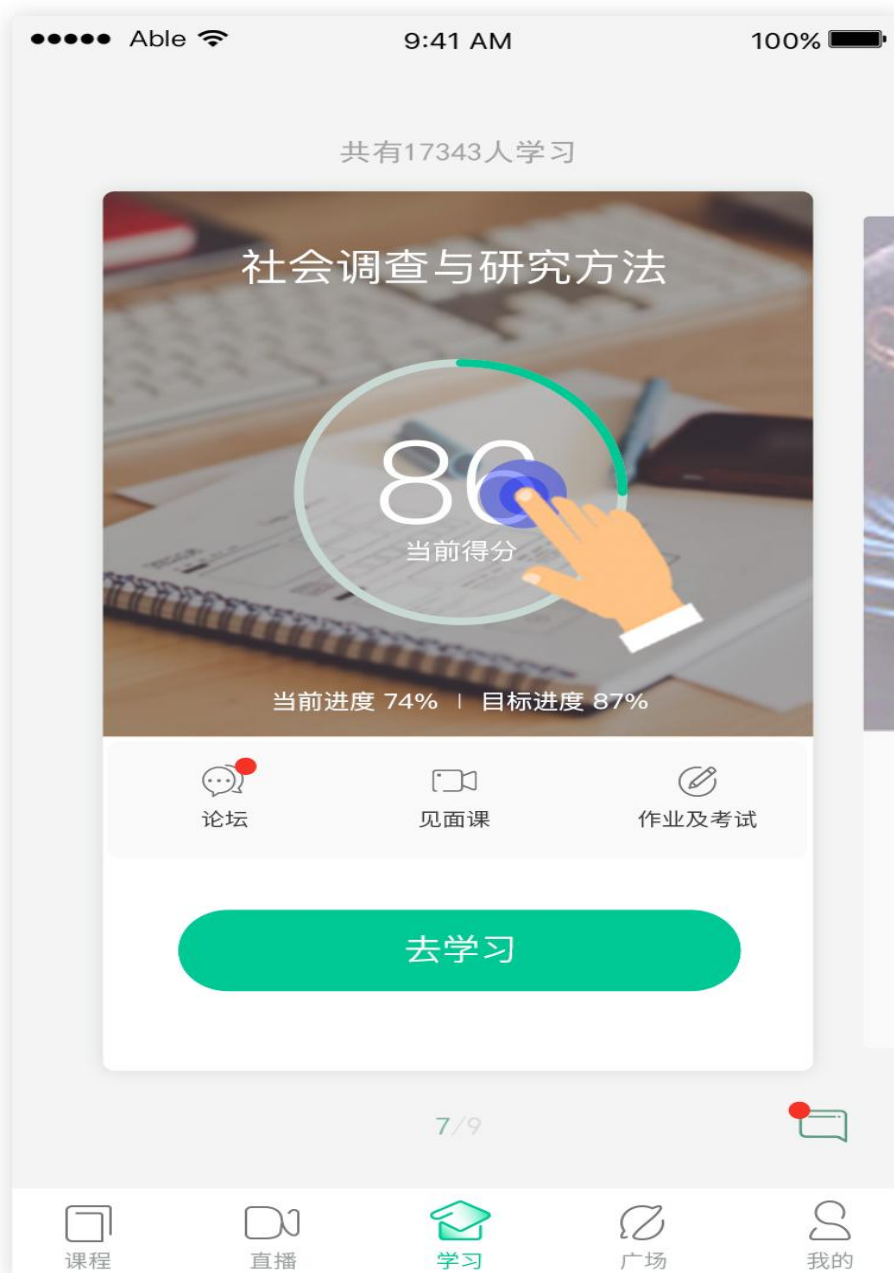 Able 9:41 AM 100%
共有17343人学习
社会调查与研究方法
当前得分
当前进度 74% | 目标进度 87%
论坛 见面课 作业及考试
去学习
7/9
课程 直播 学习 广场 我的